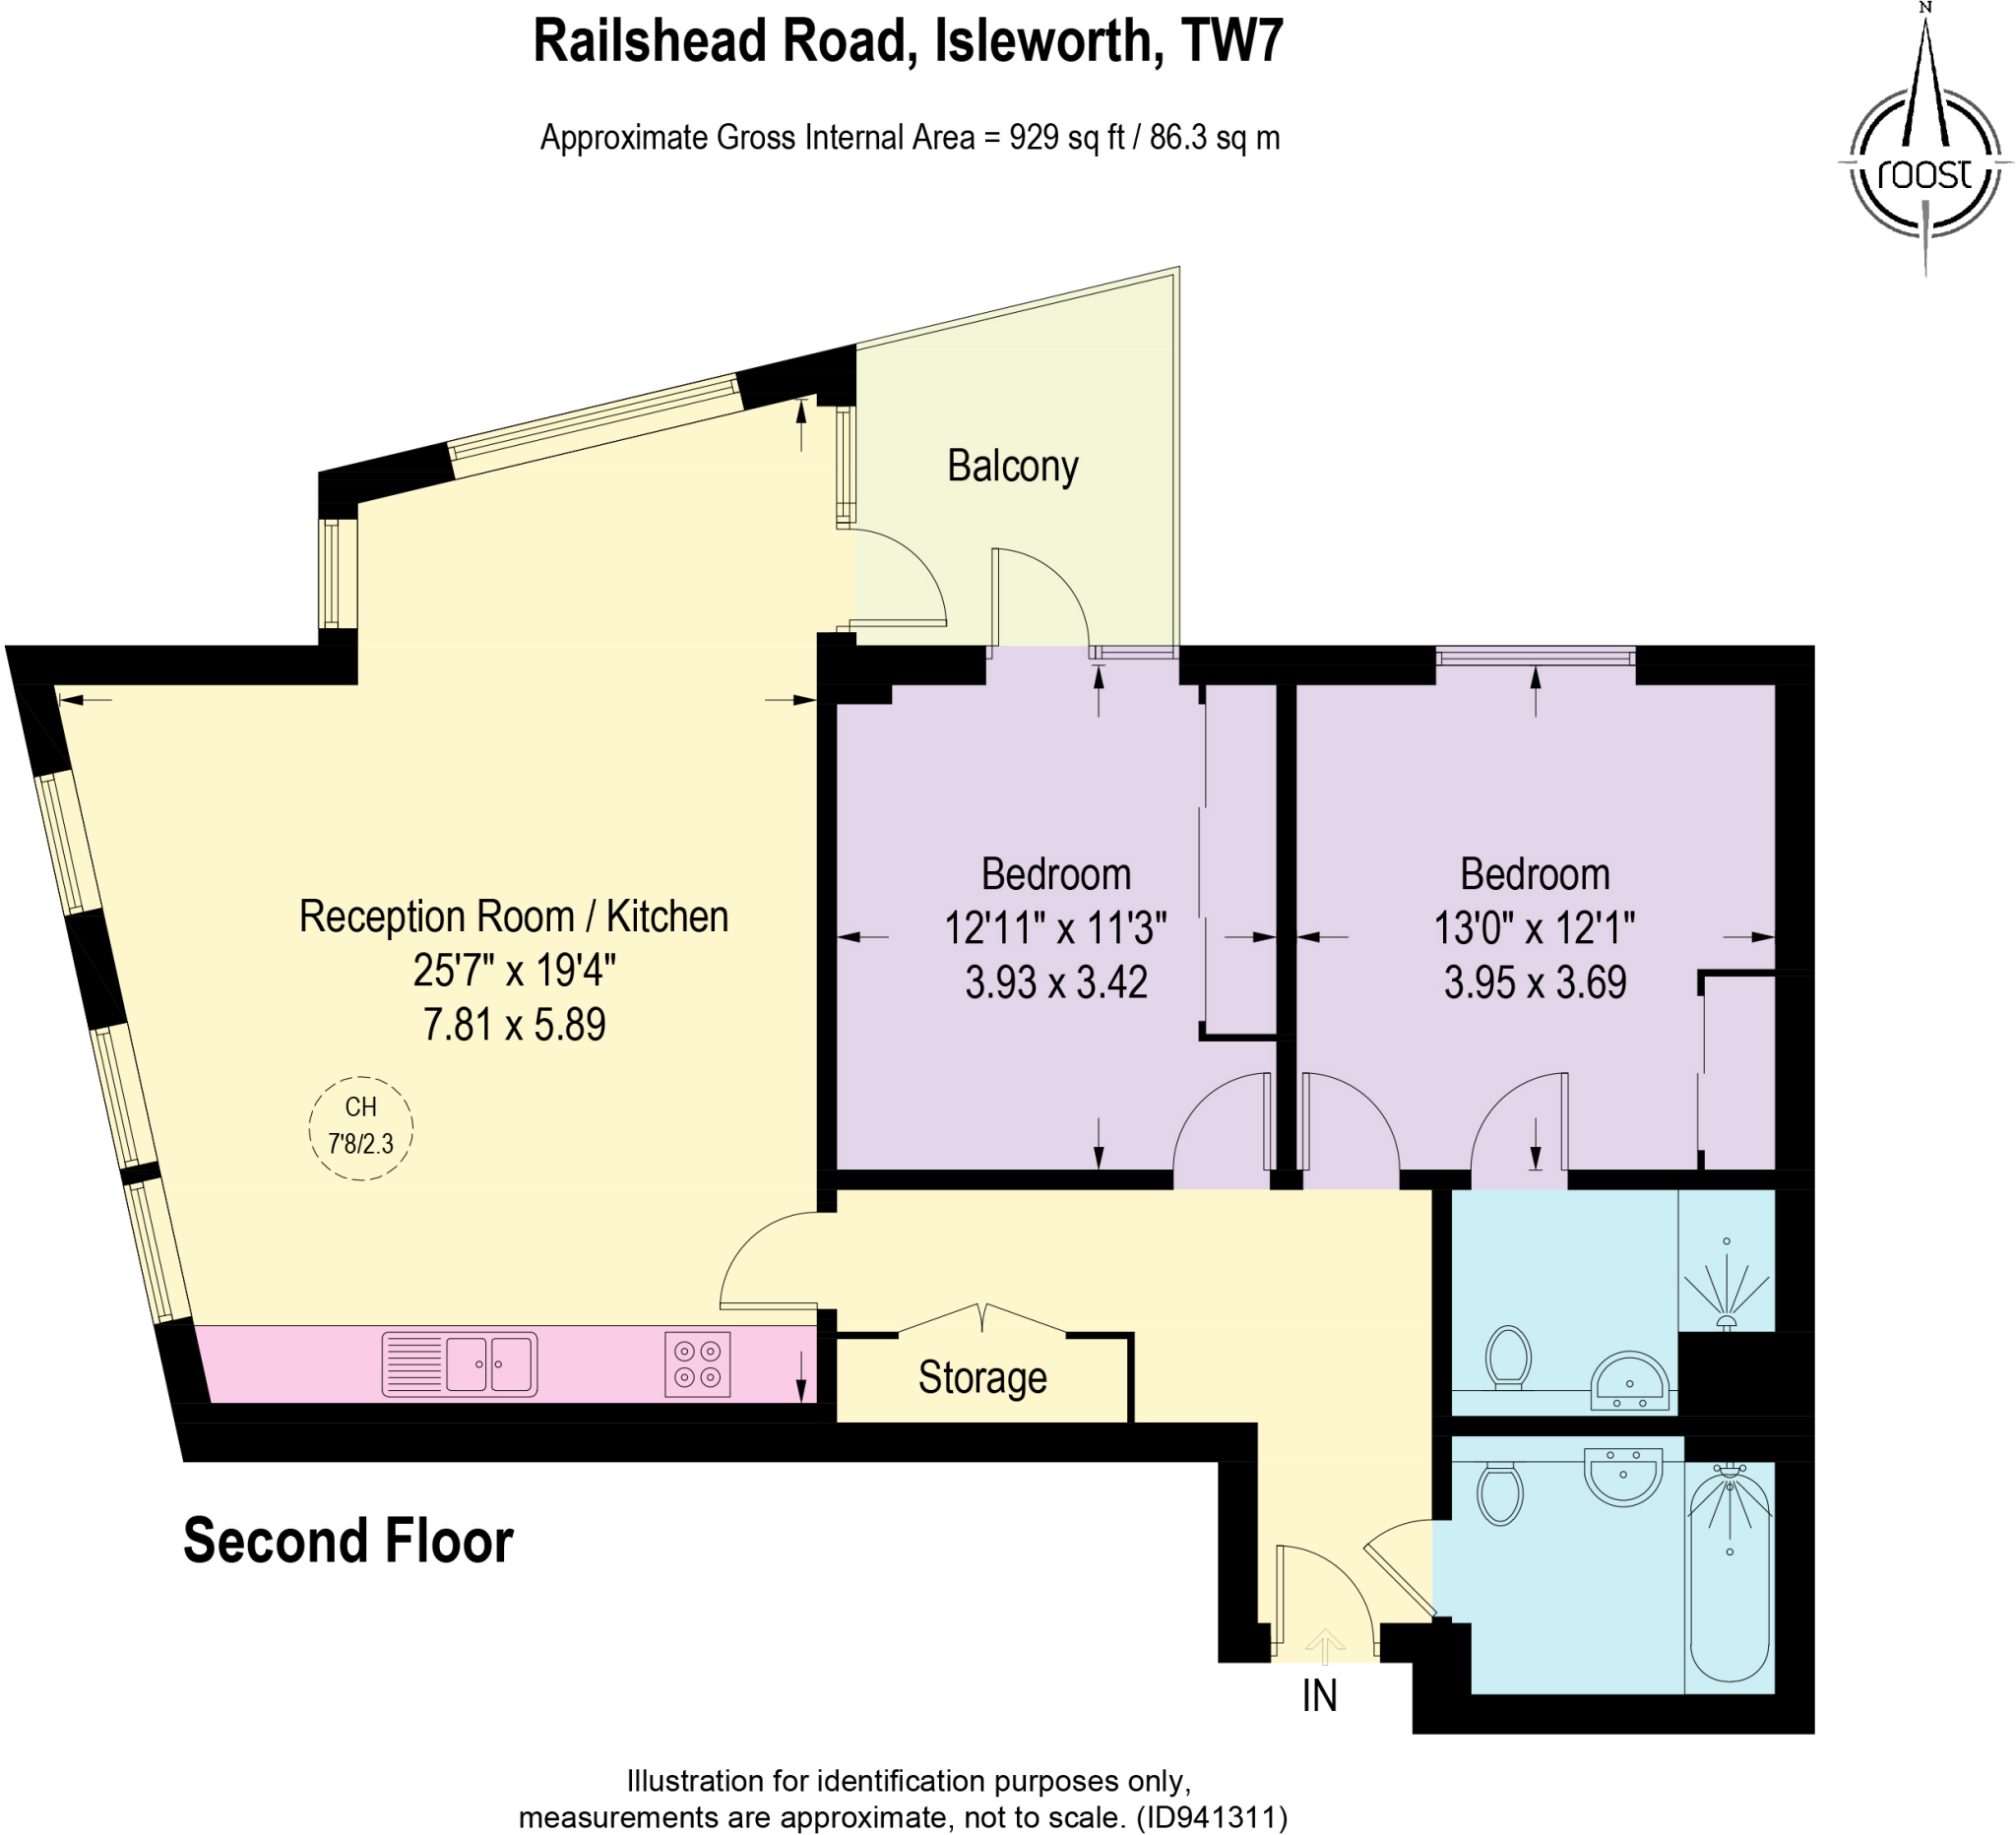 Railshead Road, Isleworth, TW7
Approximate Gross Internal Area = 929 sq ft / 86.3 sq m
N
roost
Balcony
Reception Room / Kitchen
25'7" x 19'4"
7.81 x 5.89
CH
7'8/2.3
Bedroom
12'11" x 11'3"
3.93 x 3.42
Bedroom
13'0" x 12'1"
3.95 x 3.69
Storage
Second Floor
IN
Illustration for identification purposes only,
measurements are approximate, not to scale. (ID941311)